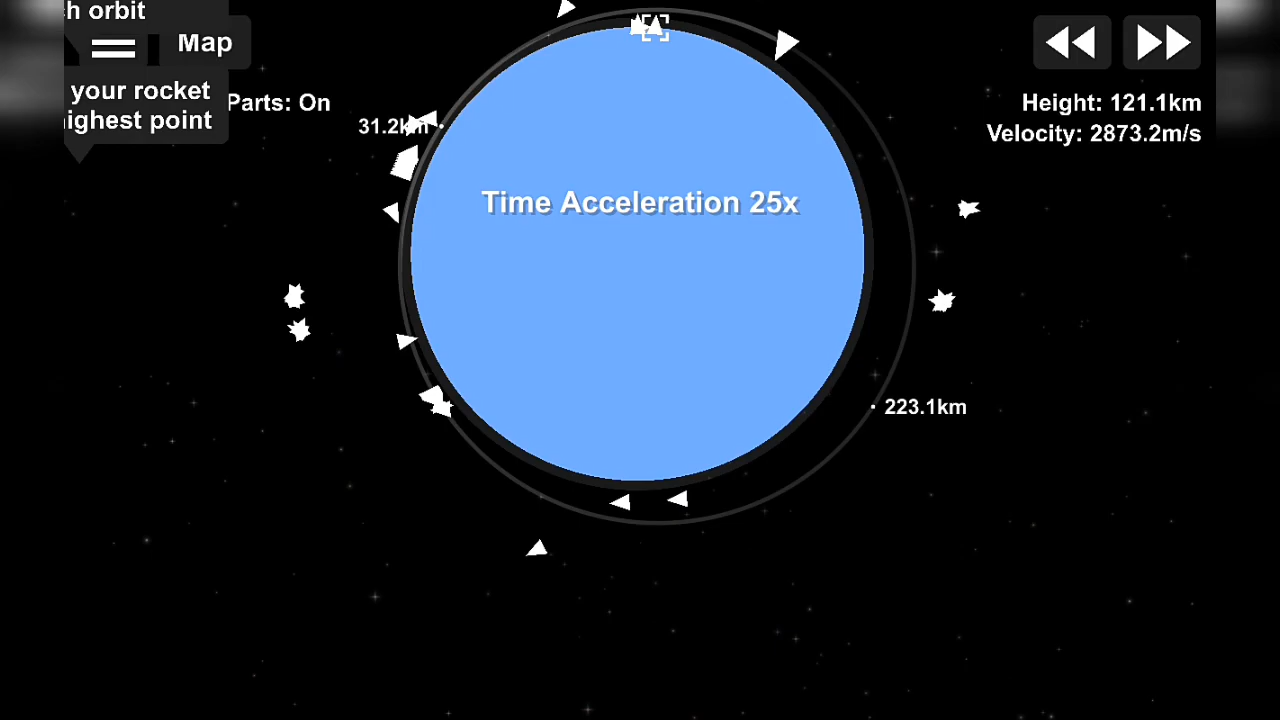 h orbit
Map
your rocket
ighest point
Parts: On
31.2km
Time Acceleration 25x
Height: 121.1km
Velocity: 2873.2m/s
223.1km